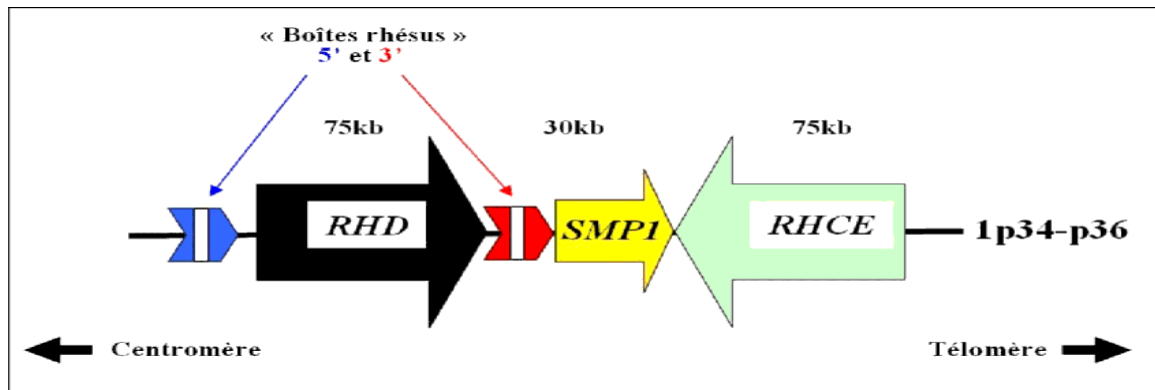 « Boîtes rhésus »
5’ et 3’
75kb
30kb
75kb
RHD
SMP1
RHCE
1p34-p36
Centromère
Télomère